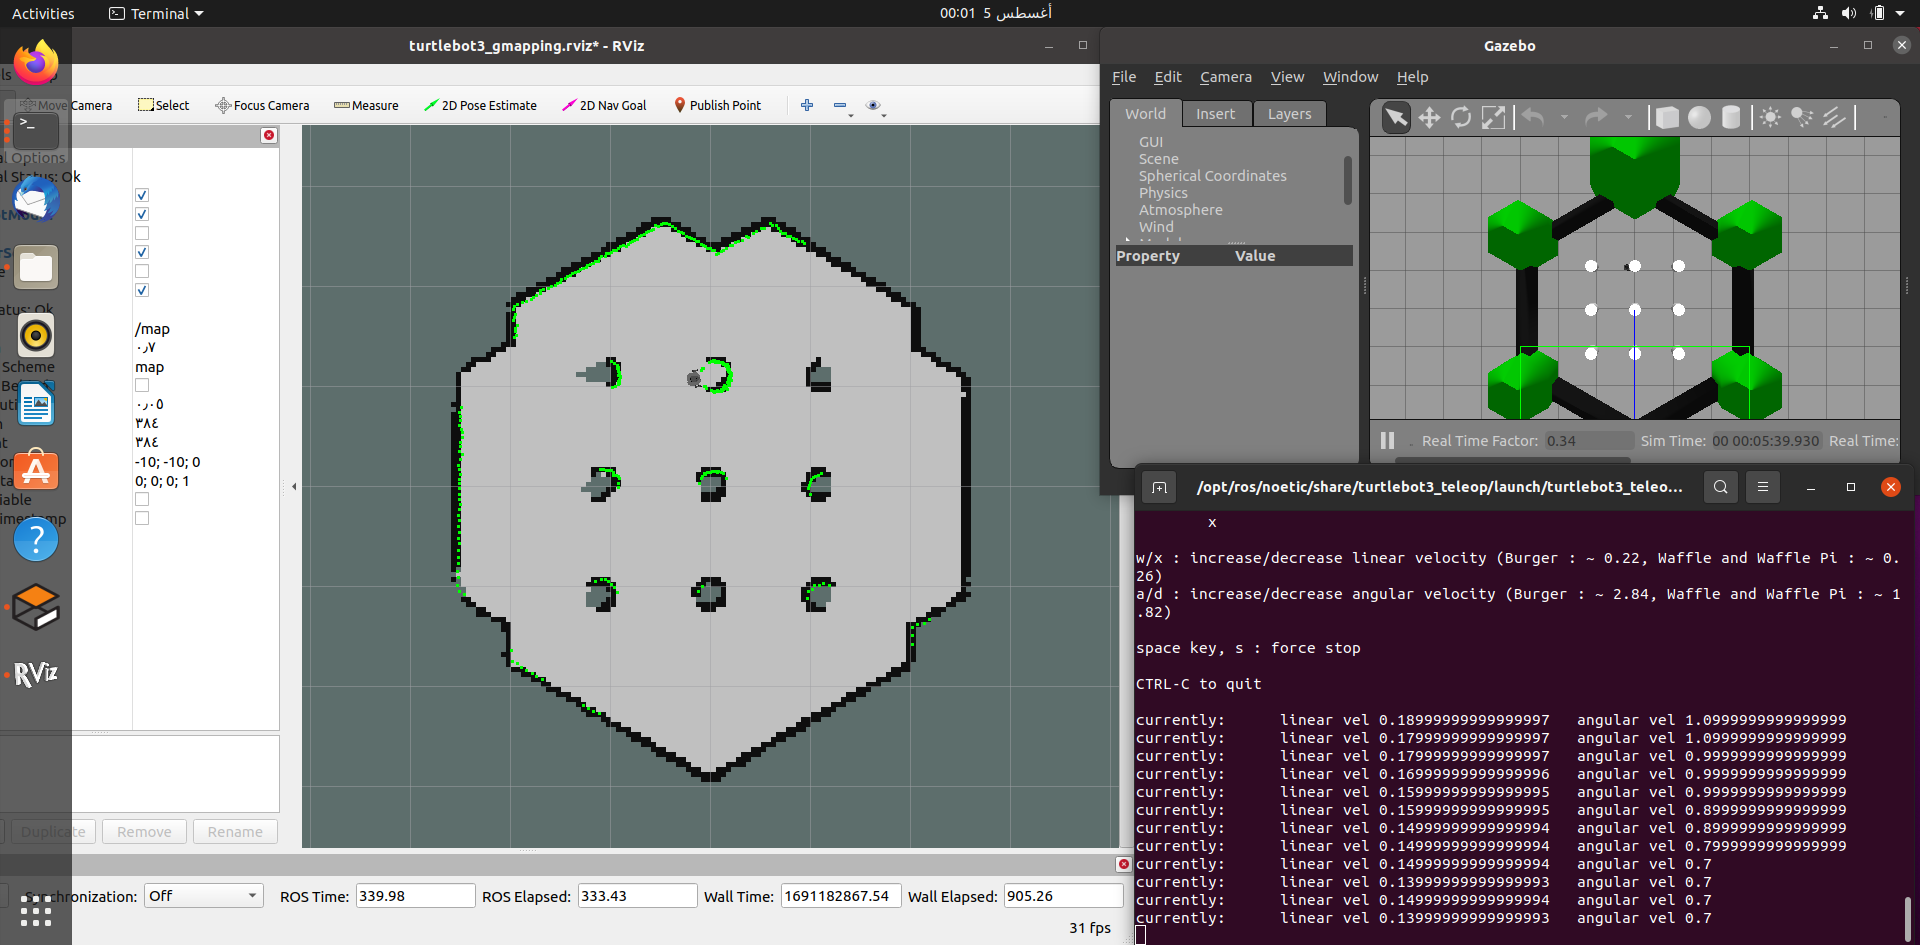 Activities
Terminal
00:01 5 أغسطس
turtlebot3_gmapping.rviz* - RViz
Move Camera
Select
Focus Camera
Measure
2D Pose Estimate
2D Nav Goal
Publish Point
al Options
al Status: Ok
tatus: Ok
/map
٠٫٧
Scheme
map
٠٫٠٥
٣٨٤
٣٨٤
-10; -10; 0
0; 0; 0; 1
Duplicate
Remove
Rename
Synchronization:
Off
ROS Time:
339.98
ROS Elapsed:
333.43
Wall Time:
1691182867.54
Wall Elapsed:
905.26
31 fps
RViz
Gazebo
File
Edit
Camera
View
Window
Help
World
Insert
Layers
GUI
Scene
Spherical Coordinates
Physics
Atmosphere
Wind
Property
Value
Real Time Factor:
0.34
Sim Time:
00 00:05:39.930
Real Time:
/opt/ros/noetic/share/turtlebot3_teleop/launch/turtlebot3_teleo...
x
w/x : increase/decrease linear velocity (Burger : ~ 0.22, Waffle and Waffle Pi : ~ 0.
26)
a/d : increase/decrease angular velocity (Burger : ~ 2.84, Waffle and Waffle Pi : ~ 1
.82)
space key, s : force stop
CTRL-C to quit
currently: linear vel 0.18999999999999997 angular vel 1.0999999999999999
currently: linear vel 0.17999999999999997 angular vel 1.0999999999999999
currently: linear vel 0.17999999999999997 angular vel 0.9999999999999999
currently: linear vel 0.16999999999999996 angular vel 0.9999999999999999
currently: linear vel 0.15999999999999995 angular vel 0.9999999999999999
currently: linear vel 0.15999999999999995 angular vel 0.8999999999999999
currently: linear vel 0.14999999999999994 angular vel 0.8999999999999999
currently: linear vel 0.14999999999999994 angular vel 0.7999999999999999
currently: linear vel 0.14999999999999994 angular vel 0.7
currently: linear vel 0.13999999999999993 angular vel 0.7
currently: linear vel 0.14999999999999994 angular vel 0.7
currently: linear vel 0.13999999999999993 angular vel 0.7